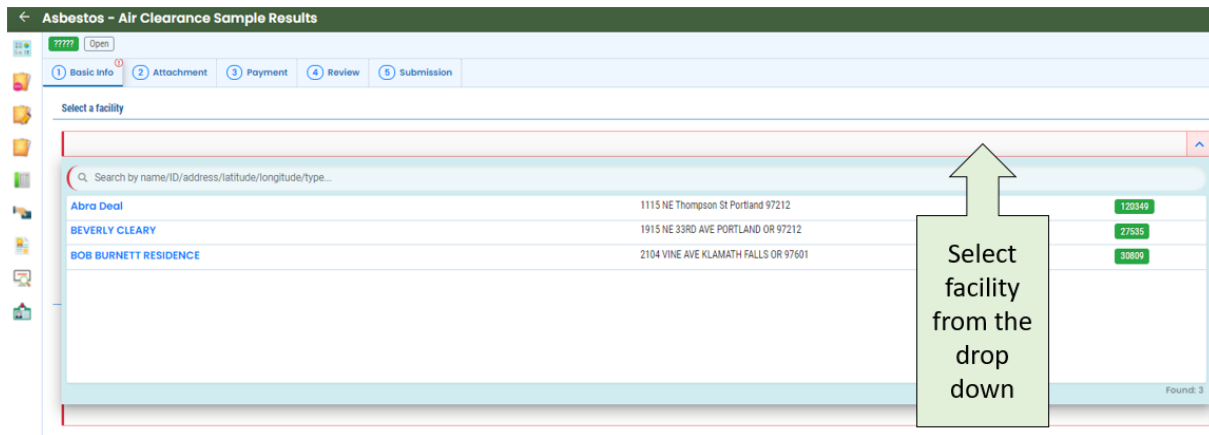 Asbestos - Air Clearance Sample Results
????? Open
1 Basic Info 2 Attachment 3 Payment 4 Review 5 Submission
Select a facility
Search by name/ID/address/latitude/longitude/type...
Abra Deal 1115 NE Thompson St Portland 97212 120349
BEVERLY CLEARY 1915 NE 33RD AVE PORTLAND OR 97212 27535
BOB BURNETT RESIDENCE 2104 VINE AVE KLAMATH FALLS OR 97601 30809
Select
facility
from the
drop
down
Found: 3